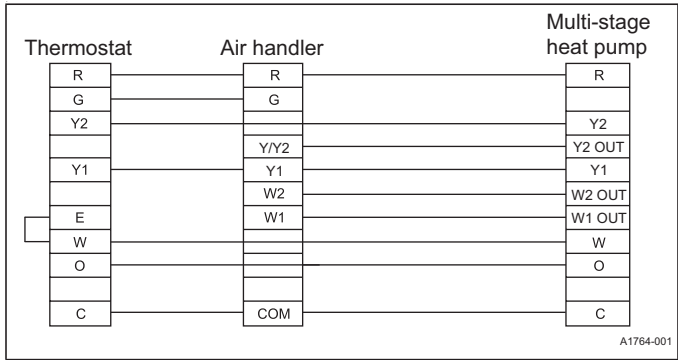 Thermostat Air handler Multi-stage heat pump
R R R
G G
Y2 Y2
Y/Y2 Y2 OUT
Y1 Y1 Y1
W2 W2 OUT
E W1 W1 OUT
W W
O O
C COM C
A1764-001